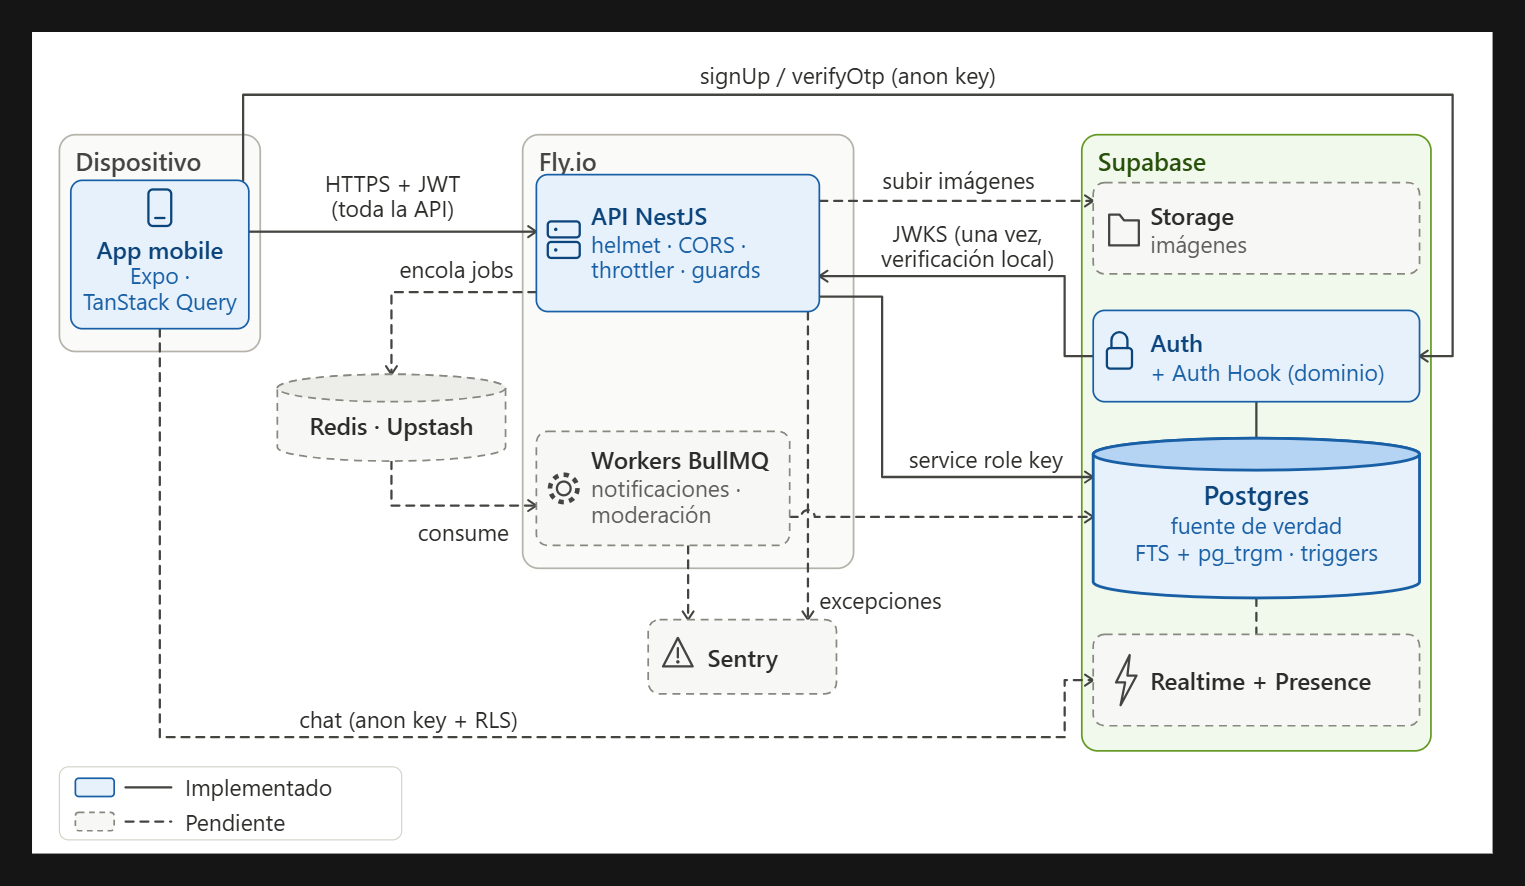 signUp / verifyOtp (anon key)
Dispositivo
App mobile
Expo ·
TanStack Query
HTTPS + JWT
(toda la API)
Fly.io
API NestJS
helmet · CORS ·
throttler · guards
encola jobs
Redis · Upstash
consume
Workers BullMQ
notificaciones ·
moderación
excepciones
Sentry
subir imágenes
JWKS (una vez,
verificación local)
service role key
Supabase
Storage
imágenes
Auth
+ Auth Hook (dominio)
Postgres
fuente de verdad
FTS + pg_trgm · triggers
Realtime + Presence
chat (anon key + RLS)
Implementado
Pendiente